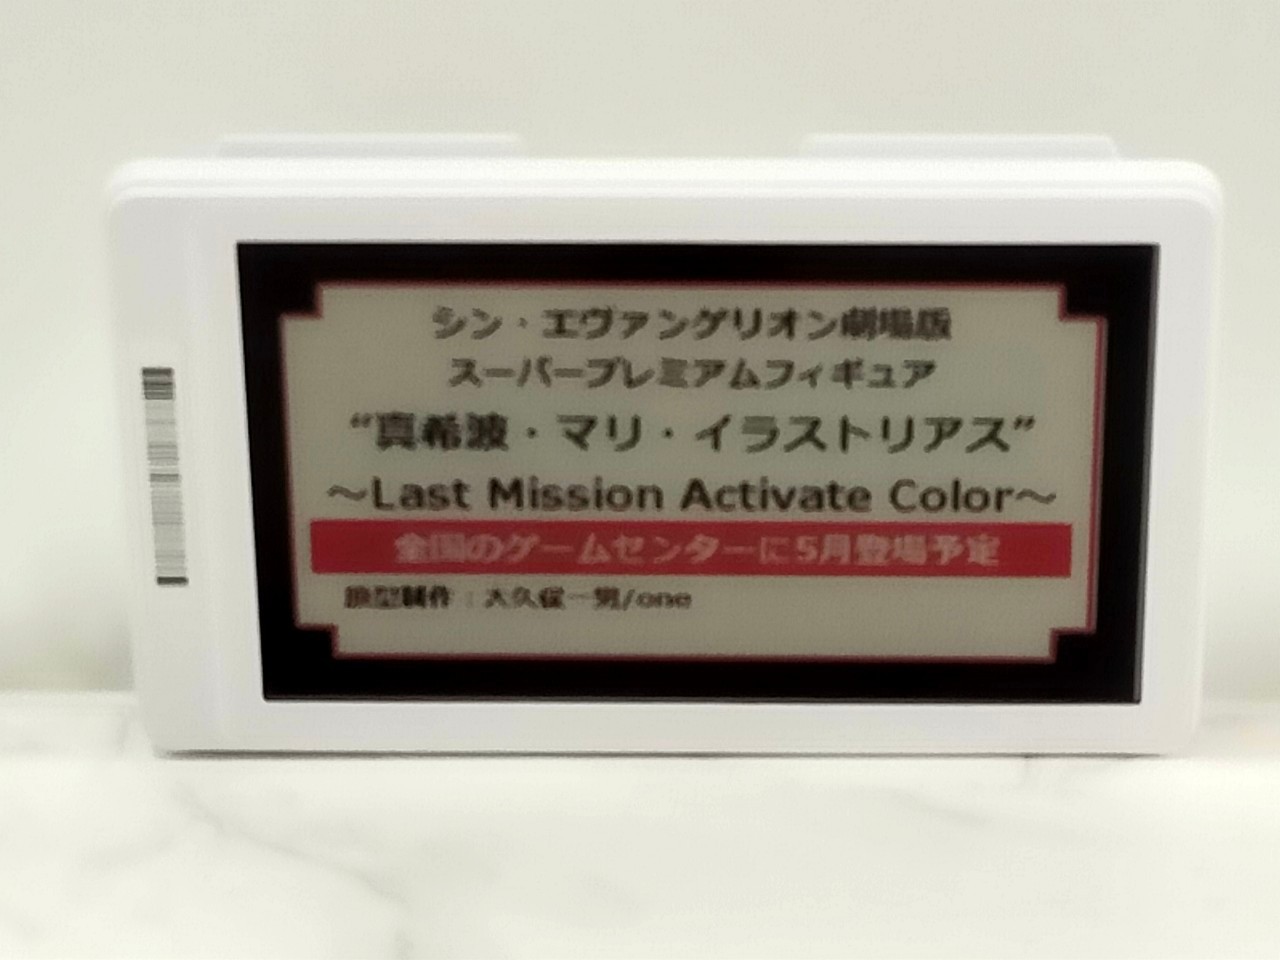 シン・エヴァンゲリオン劇場版
スーパープレミアムフィギュア
“真希波・マリ・イラストリアス”
～Last Mission Activate Color～
全国のゲームセンターに5月登場予定
原型制作：大久保一男/one